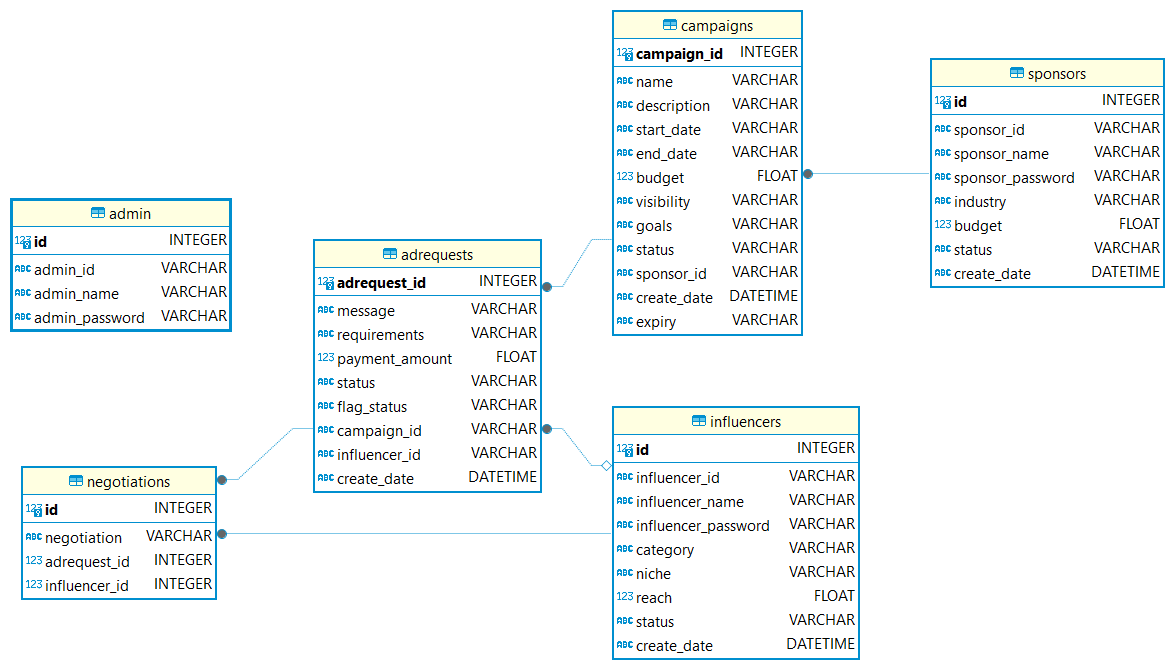 campaigns
campaign_id INTEGER
name VARCHAR
description VARCHAR
start_date VARCHAR
end_date VARCHAR
budget FLOAT
visibility VARCHAR
goals VARCHAR
status VARCHAR
sponsor_id VARCHAR
create_date DATETIME
expiry VARCHAR
sponsors
id INTEGER
sponsor_id VARCHAR
sponsor_name VARCHAR
sponsor_password VARCHAR
industry VARCHAR
budget FLOAT
status VARCHAR
create_date DATETIME
admin
id INTEGER
admin_id VARCHAR
admin_name VARCHAR
admin_password VARCHAR
adrequests
adrequest_id INTEGER
message VARCHAR
requirements VARCHAR
payment_amount FLOAT
status VARCHAR
flag_status VARCHAR
campaign_id VARCHAR
influencer_id VARCHAR
create_date DATETIME
influencers
id INTEGER
influencer_id VARCHAR
influencer_name VARCHAR
influencer_password VARCHAR
category VARCHAR
niche VARCHAR
reach FLOAT
status VARCHAR
create_date DATETIME
negotiations
id INTEGER
negotiation VARCHAR
adrequest_id INTEGER
influencer_id INTEGER